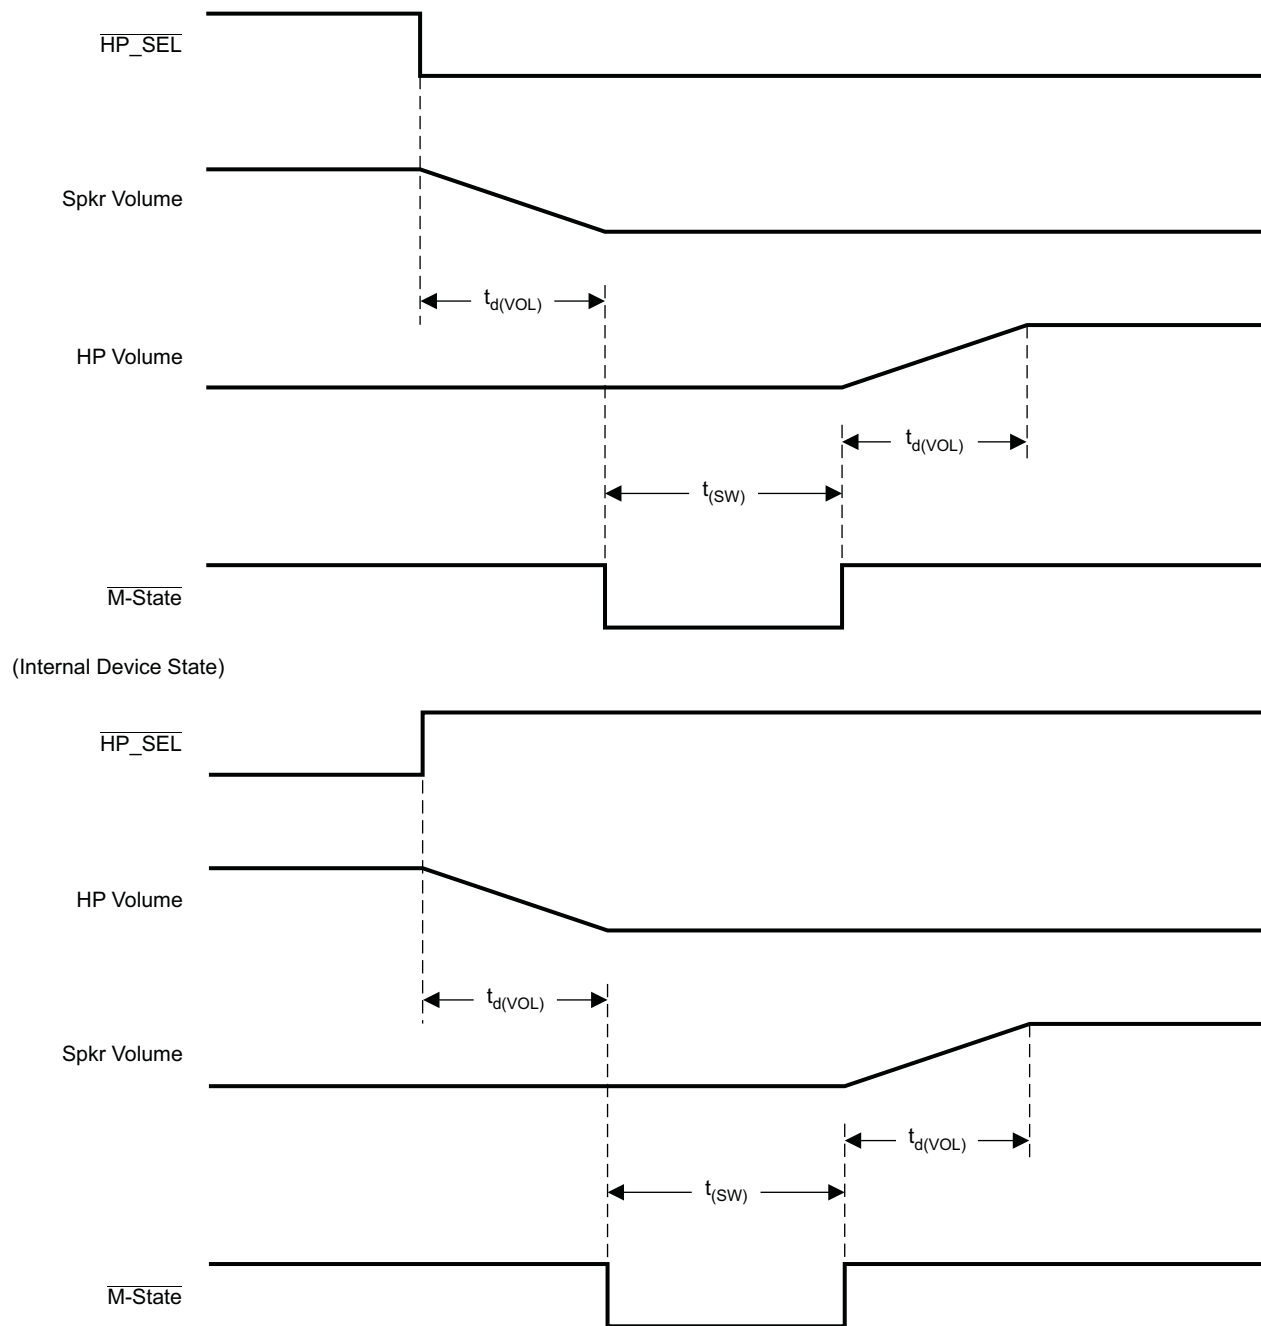 HP_SEL
Spkr Volume
td(VOL)
HP Volume
td(VOL)
t(SW)
M-State
(Internal Device State)
HP_SEL
HP Volume
td(VOL)
Spkr Volume
td(VOL)
t(SW)
M-State